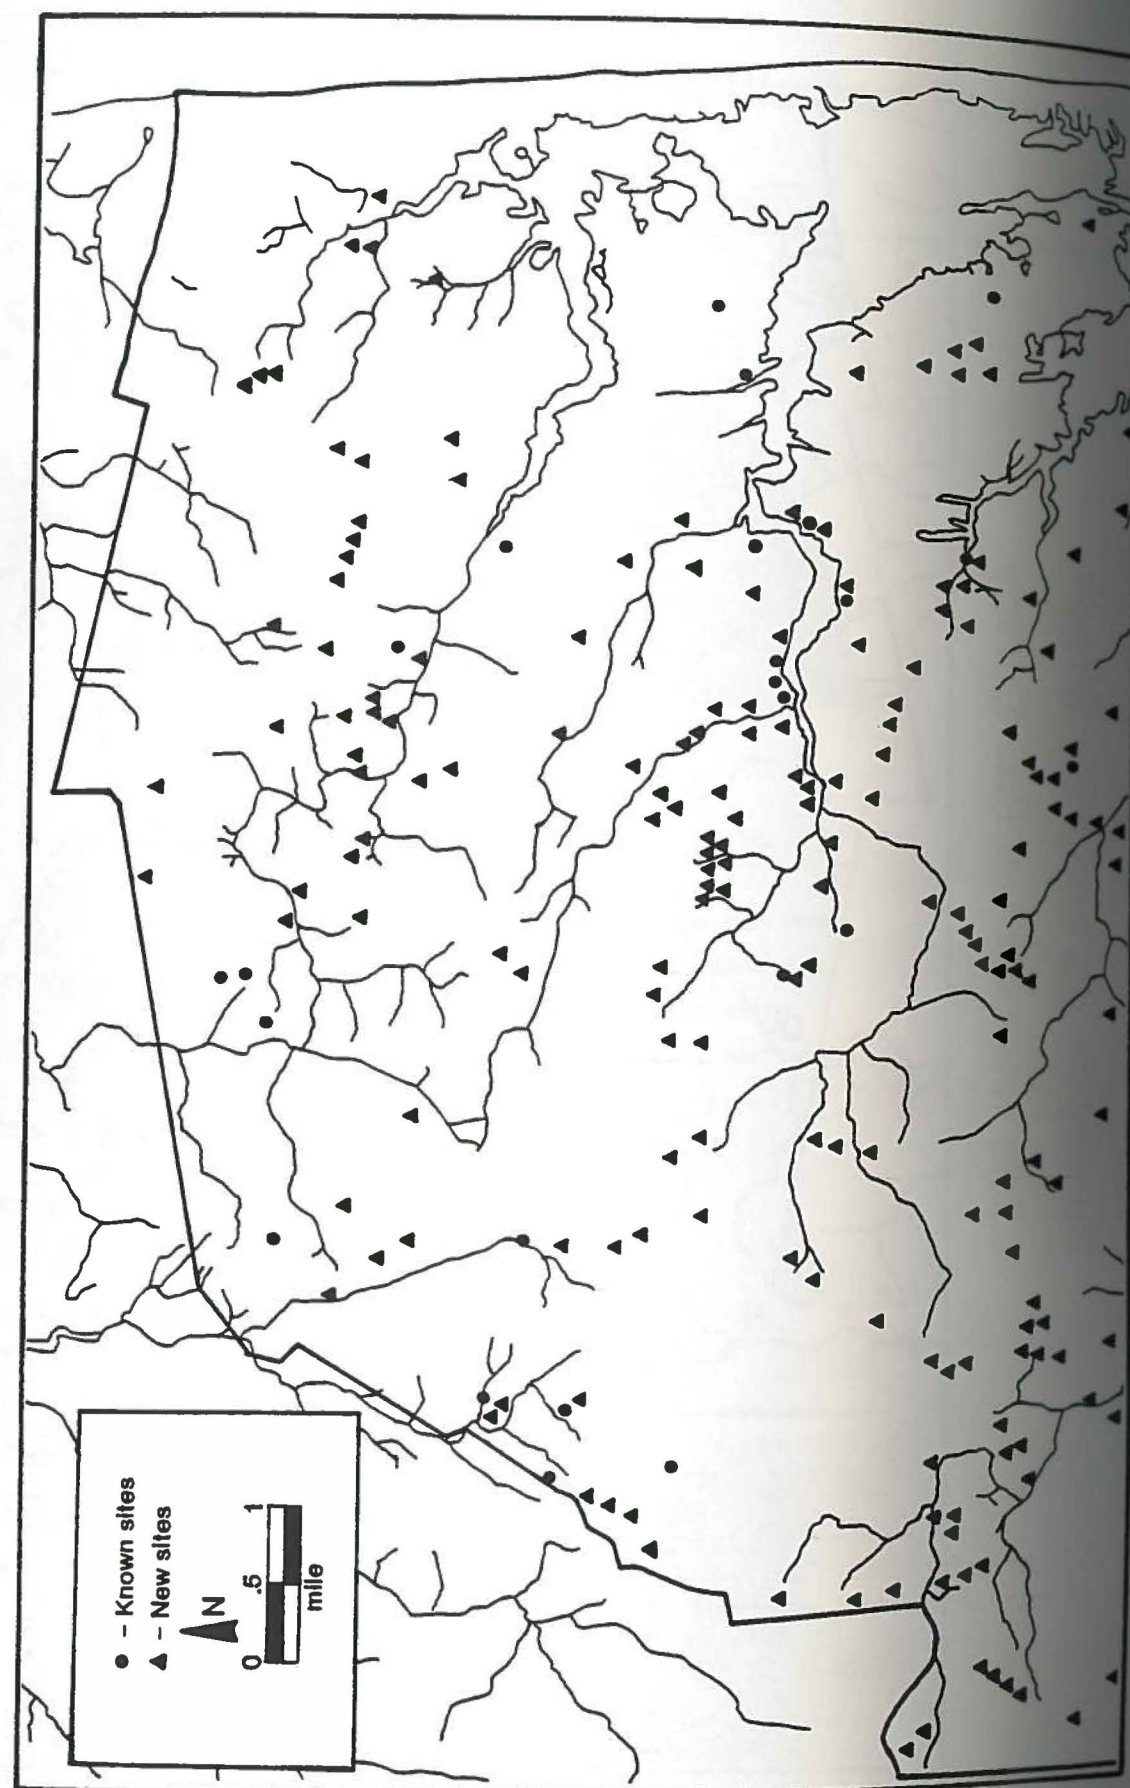 ● – Known sites
▲ – New sites
N
0 .5 1
mile